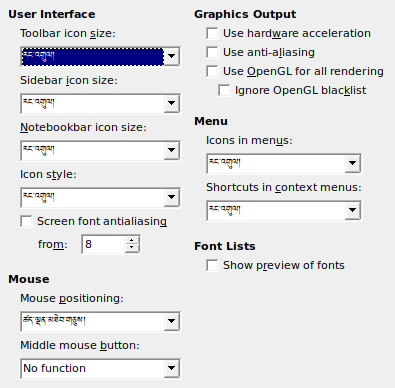 User Interface
Toolbar icon size:
རང་འགུལ།
Sidebar icon size:
རང་འགུལ།
Notebookbar icon size:
རང་འགུལ།
Icon style:
རང་འགུལ།
Screen font antialiasing
from: 8
Mouse
Mouse positioning:
ཚད་ལྡན་མཐེབ་གནུས།
Middle mouse button:
No function
Graphics Output
Use hardware acceleration
Use anti-aliasing
Use OpenGL for all rendering
Ignore OpenGL blacklist
Menu
Icons in menus:
རང་འགུལ།
Shortcuts in context menus:
རང་འགུལ།
Font Lists
Show preview of fonts